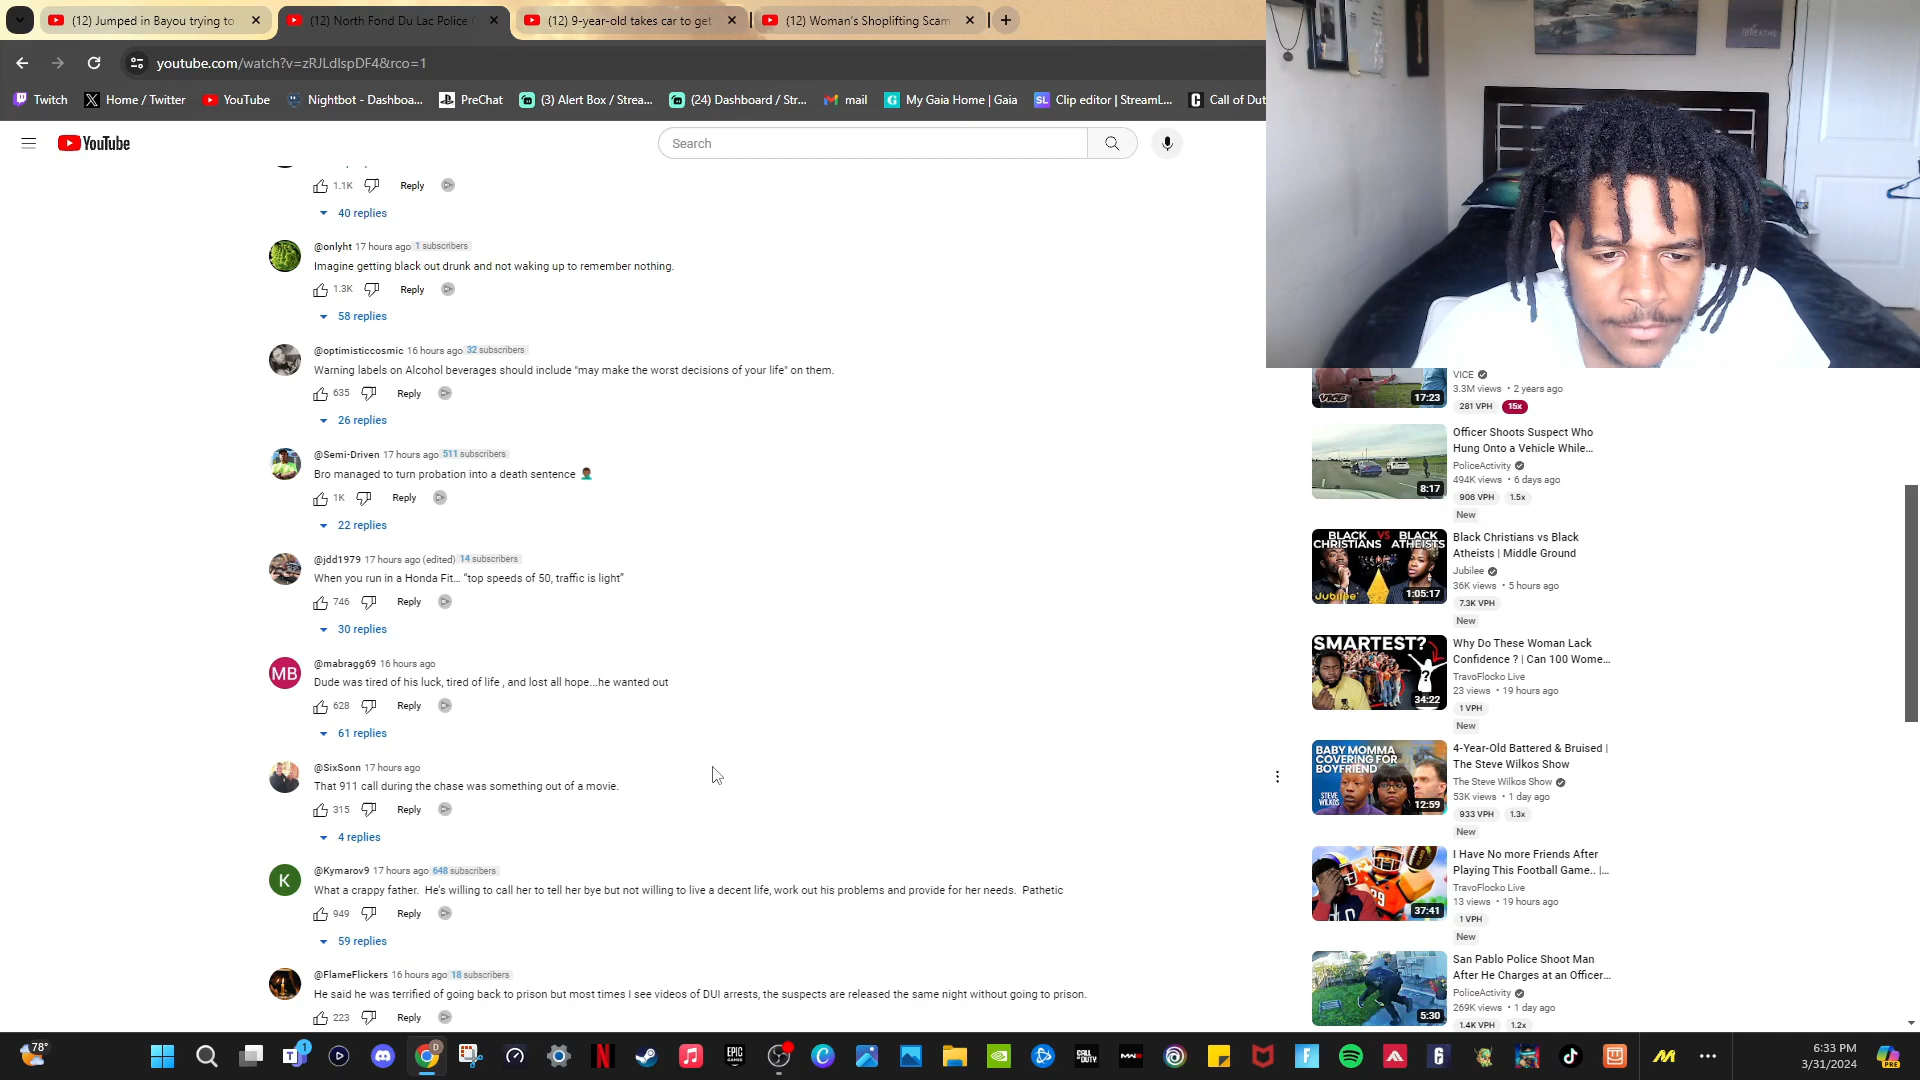 (12) Jumped in Bayou trying to
(12) North Fond Du Lac Police
(12) 9-year-old takes car to get
(12) Woman's Shoplifting Scam
youtube.com/watch?v=zRJLdIspDF4&rco=1
Twitch
Home / Twitter
YouTube
Nightbot - Dashboa...
PreChat
(3) Alert Box / Strea...
(24) Dashboard / Str...
mail
My Gaia Home | Gaia
Clip editor | StreamL...
Call of Dut
YouTube
Search
1.1K
Reply
40 replies
@onlyht 17 hours ago 1 subscribers
Imagine getting black out drunk and not waking up to remember nothing.
1.3K
Reply
58 replies
@optimisticcosmic 16 hours ago 32 subscribers
Warning labels on Alcohol beverages should include "may make the worst decisions of your life" on them.
635
Reply
26 replies
@Semi-Driven 17 hours ago 511 subscribers
Bro managed to turn probation into a death sentence 🤦🏾‍♂️
1K
Reply
22 replies
@jdd1979 17 hours ago (edited) 14 subscribers
When you run in a Honda Fit... "top speeds of 50, traffic is light"
746
Reply
30 replies
MB
@mabragg69 16 hours ago
Dude was tired of his luck, tired of life , and lost all hope...he wanted out
628
Reply
61 replies
@SixSonn 17 hours ago
That 911 call during the chase was something out of a movie.
315
Reply
4 replies
K
@Kymarov9 17 hours ago 648 subscribers
What a crappy father. He's willing to call her to tell her bye but not willing to live a decent life, work out his problems and provide for her needs. Pathetic
949
Reply
59 replies
@FlameFlickers 16 hours ago 18 subscribers
He said he was terrified of going back to prison but most times I see videos of DUI arrests, the suspects are released the same night without going to prison.
223
Reply
BREATHE
VICE
17:23
VICE
3.3M views • 2 years ago
281 VPH 15x
8:17
Officer Shoots Suspect Who
Hung Onto a Vehicle While...
PoliceActivity
494K views • 6 days ago
906 VPH 1.5x
New
BLACK CHRISTIANS VS BLACK ATHEISTS
Jubilee
1:05:17
Black Christians vs Black
Atheists | Middle Ground
Jubilee
36K views • 5 hours ago
7.3K VPH
New
SMARTEST?
?
34:22
Why Do These Woman Lack
Confidence ? | Can 100 Wome...
TravoFlocko Live
23 views • 19 hours ago
1 VPH
New
BABY MOMMA
COVERING FOR
BOYFRIEND
STEVE
WILKOS
12:59
4-Year-Old Battered & Bruised |
The Steve Wilkos Show
The Steve Wilkos Show
53K views • 1 day ago
933 VPH 1.3x
New
37:41
I Have No more Friends After
Playing This Football Game.. |...
TravoFlocko Live
13 views • 19 hours ago
1 VPH
New
5:30
San Pablo Police Shoot Man
After He Charges at an Officer...
PoliceActivity
269K views • 1 day ago
1.4K VPH 1.2x
78°
1
D
EPIC
GAMES
CALL DUTY
6:33 PM
3/31/2024
PRE